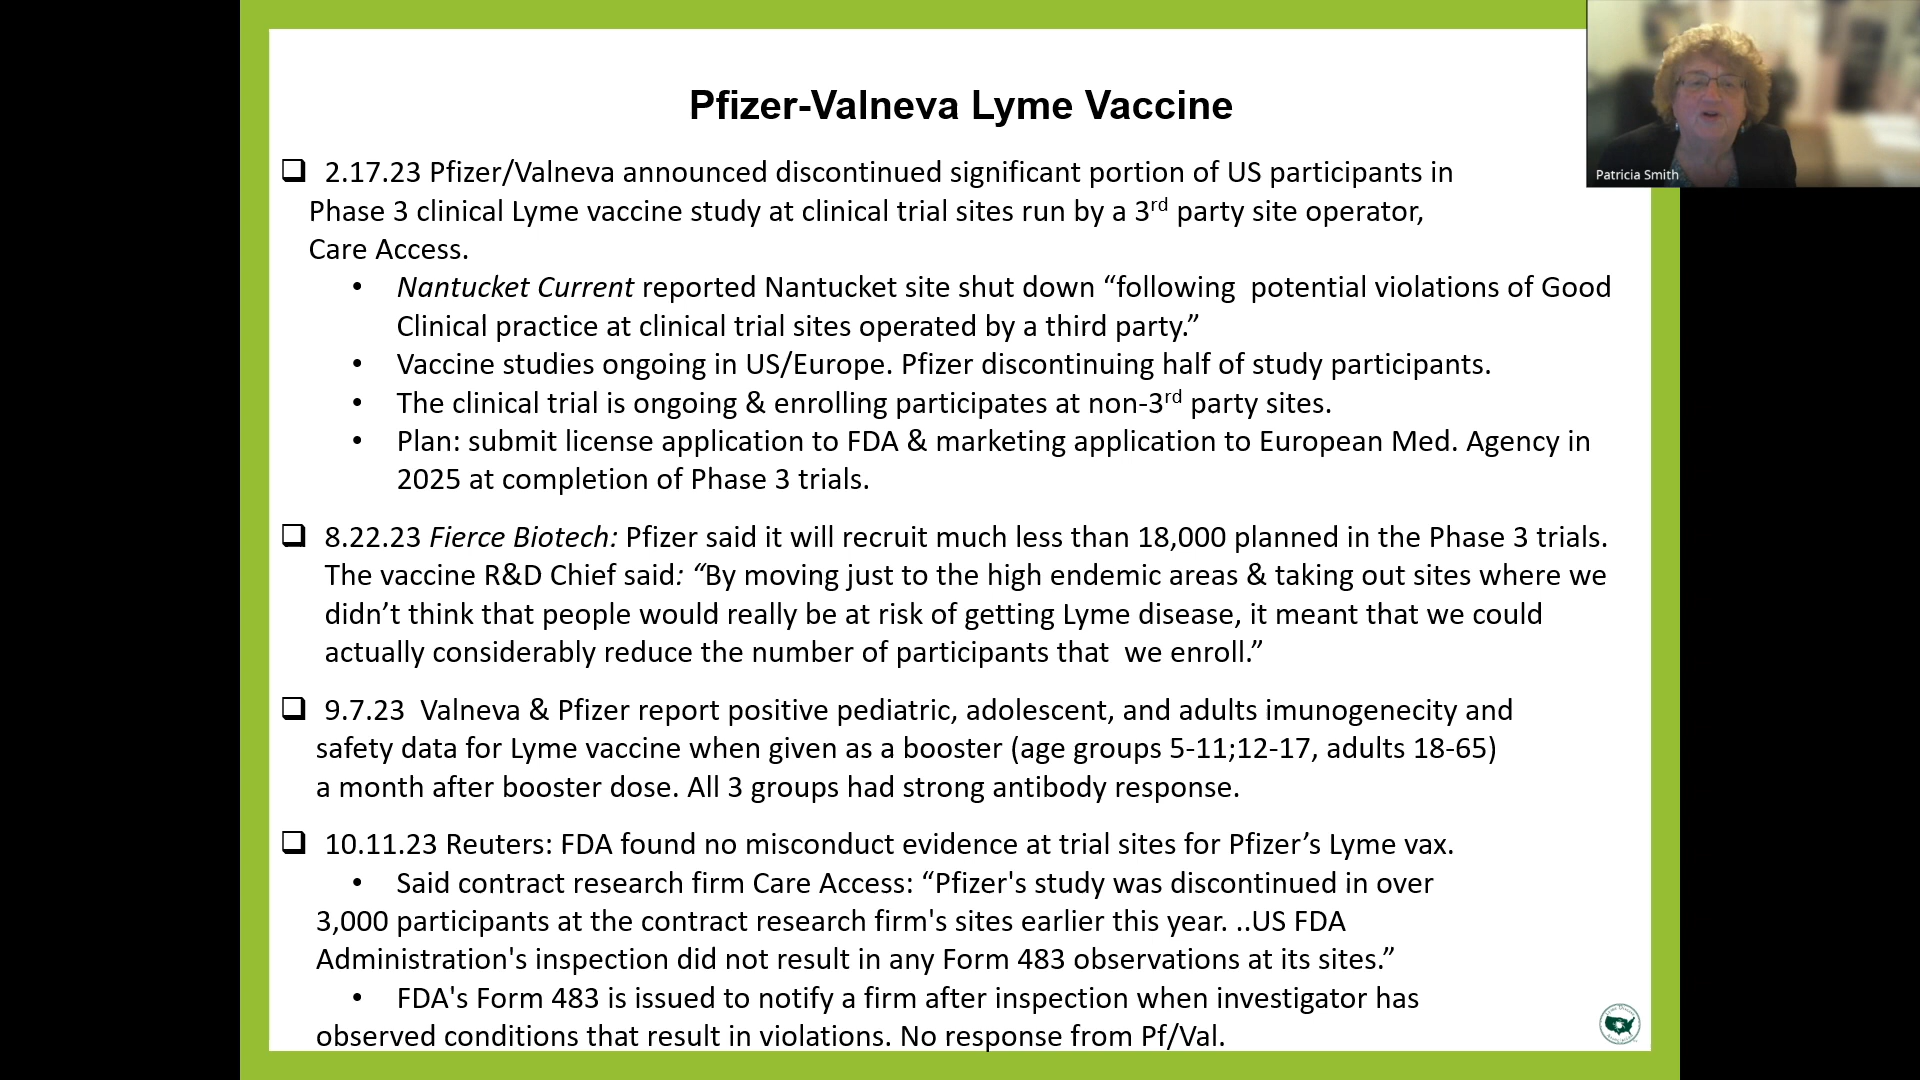 Pfizer-Valneva Lyme Vaccine
Patricia Smith
❑ 2.17.23 Pfizer/Valneva announced discontinued significant portion of US participants in
Phase 3 clinical Lyme vaccine study at clinical trial sites run by a 3rd party site operator,
Care Access.
• Nantucket Current reported Nantucket site shut down “following  potential violations of Good
Clinical practice at clinical trial sites operated by a third party.”
• Vaccine studies ongoing in US/Europe. Pfizer discontinuing half of study participants.
• The clinical trial is ongoing & enrolling participates at non-3rd party sites.
• Plan: submit license application to FDA & marketing application to European Med. Agency in
2025 at completion of Phase 3 trials.
❑ 8.22.23 Fierce Biotech: Pfizer said it will recruit much less than 18,000 planned in the Phase 3 trials.
The vaccine R&D Chief said: “By moving just to the high endemic areas & taking out sites where we
didn’t think that people would really be at risk of getting Lyme disease, it meant that we could
actually considerably reduce the number of participants that  we enroll.”
❑ 9.7.23  Valneva & Pfizer report positive pediatric, adolescent, and adults imunogenecity and
safety data for Lyme vaccine when given as a booster (age groups 5-11;12-17, adults 18-65)
a month after booster dose. All 3 groups had strong antibody response.
❑ 10.11.23 Reuters: FDA found no misconduct evidence at trial sites for Pfizer’s Lyme vax.
• Said contract research firm Care Access: “Pfizer's study was discontinued in over
3,000 participants at the contract research firm's sites earlier this year. ..US FDA
Administration's inspection did not result in any Form 483 observations at its sites.”
• FDA's Form 483 is issued to notify a firm after inspection when investigator has
observed conditions that result in violations. No response from Pf/Val.